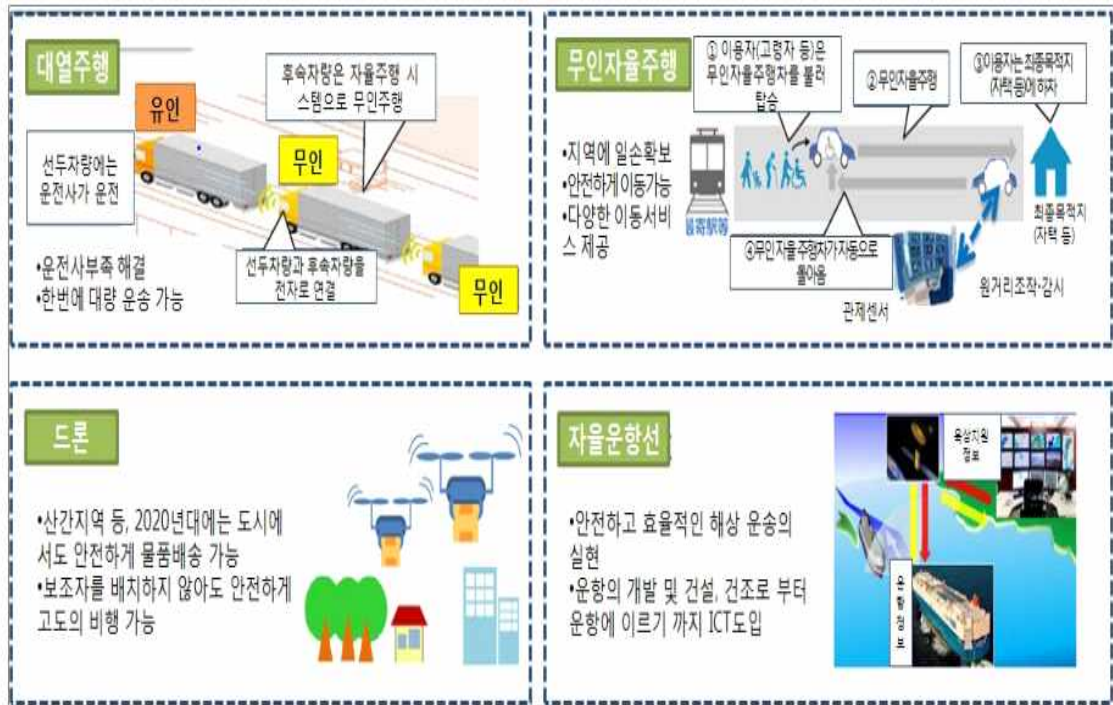 대열주행
유인
후속차량은 자율주행 시
스템으로 무인주행
선두차량에는
운전사가 운전
무인
•운전사부족 해결
•한번에 대량 운송 가능
선두차량과 후속차량을
전자로 연결
무인
무인자율주행
① 이용자(고령자 등)은
무인자율주행차를 불러
탑승
②무인자율주행
③이용자는 최종목적지
(자택 등)에 하차
•지역에 일손확보
•안전하게 이동가능
•다양한 이동서비
스 제공
最寄駅等
④무인자율 주행차가 자동으로
돌아옴
최종목적지
(자택 등)
관제센서
원거리조작·감시
드론
•산간지역 등, 2020년대에는 도시에
서도 안전하게 물품배송 가능
•보조자를 배치하지 않아도 안전하게
고도의 비행 가능
자율운항선
•안전하고 효율적인 해상 운송의
실현
•운항의 개발 및 건설, 건조로 부터
운항에 이르기 까지 ICT도입
육상지원
정보
운
항
정
보